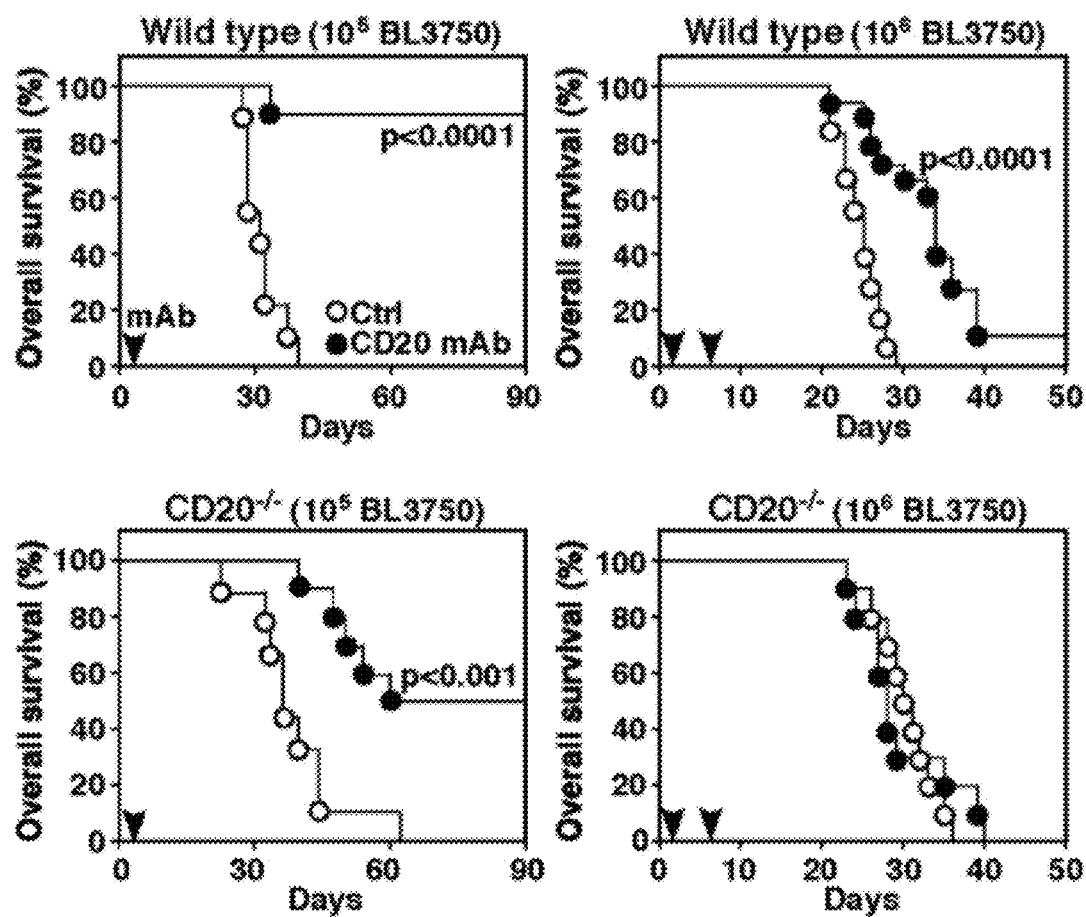 Wild type (10⁵ BL3750)
Wild type (10⁶ BL3750)
Overall survival (%)
100
80
60
40
20
0
p<0.0001
mAb
Ctrl
CD20 mAb
0 30 60 90
Days
Overall survival (%)
100
80
60
40
20
0
p<0.0001
0 10 20 30 40 50
Days
CD20⁻/⁻ (10⁵ BL3750)
CD20⁻/⁻ (10⁶ BL3750)
Overall survival (%)
100
80
60
40
20
0
p<0.001
0 30 60 90
Days
Overall survival (%)
100
80
60
40
20
0
0 10 20 30 40 50
Days